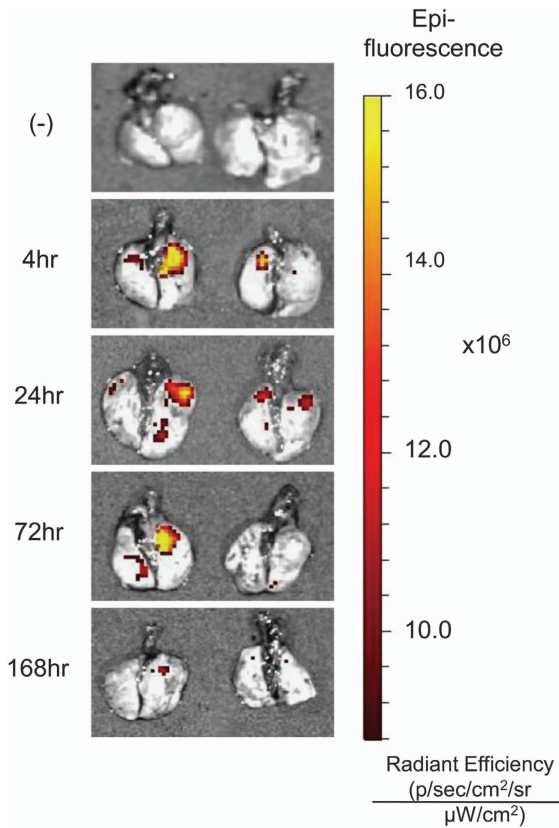 Epi-
fluorescence
(-)
16.0
4hr
14.0
x10⁶
24hr
12.0
72hr
10.0
168hr
Radiant Efficiency
(p/sec/cm²/sr
µW/cm²)